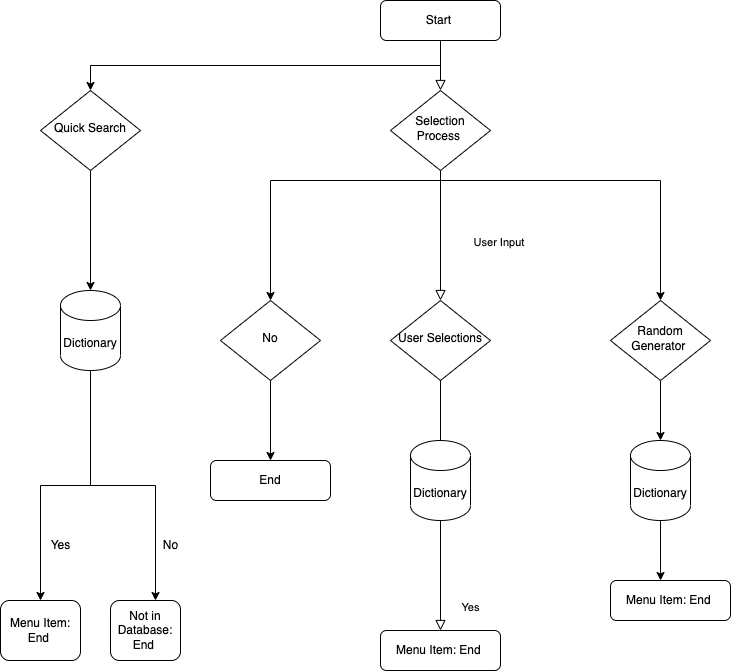 Start
Quick Search
Selection
Process
User Input
No
User Selections
Random
Generator
Dictionary
End
Dictionary
Dictionary
Yes
No
Menu Item: End
Yes
Menu Item:
End
Not in
Database:
End
Menu Item: End